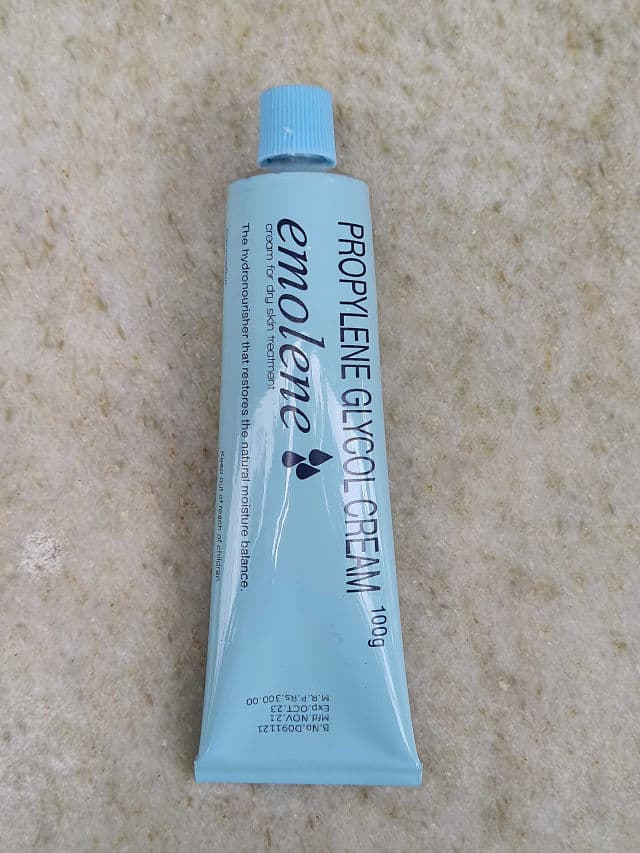 PROPYLENE GLYCOL CREAM 100g
emolene
cream for dry skin treatment
The hydronourisher that restores the natural moisture balance.
Keep out of reach of children
B.No.D091121
Mfd.NOV.21
Exp.OCT.23
M.R.P.Rs.300.00